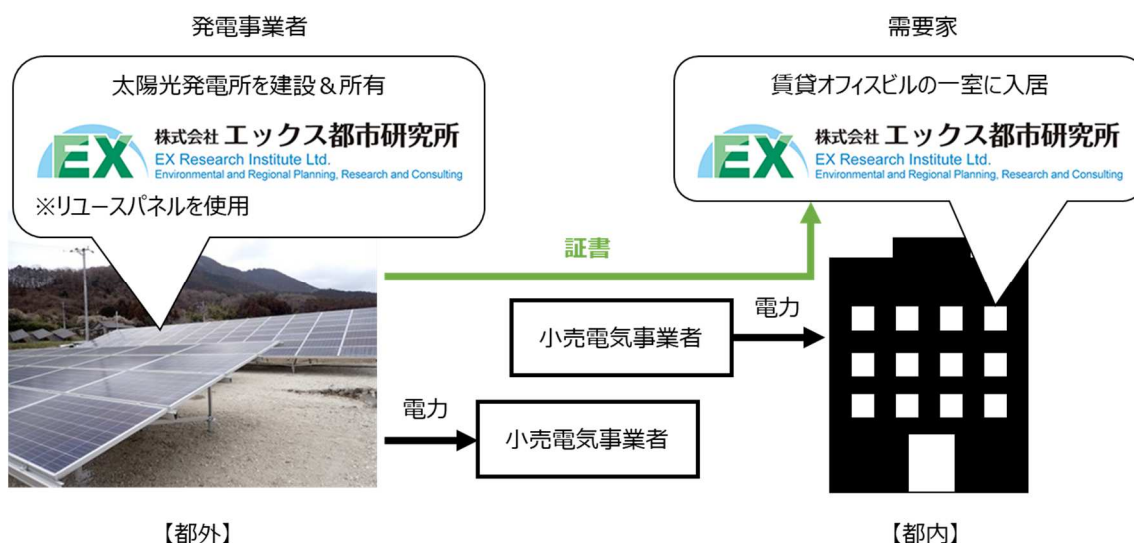 発電事業者
太陽光発電所を建設＆所有
EX 株式会社 エックス都市研究所
EX Research Institute Ltd.
Environmental and Regional Planning, Research and Consulting
※リユースパネルを使用
需要家
賃貸オフィスビルの一室に入居
EX 株式会社 エックス都市研究所
EX Research Institute Ltd.
Environmental and Regional Planning, Research and Consulting
証書
小売電気事業者
電力
電力
小売電気事業者
【都外】
【都内】